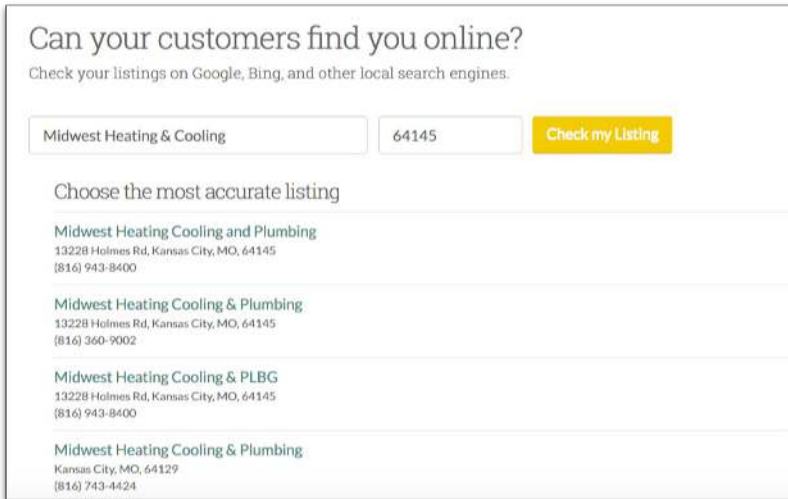 Can your customers find you online?
Check your listings on Google, Bing, and other local search engines.
Midwest Heating & Cooling 64145 Check my Listing
Choose the most accurate listing
Midwest Heating Cooling and Plumbing
13228 Holmes Rd, Kansas City, MO, 64145
(816) 943-8400
Midwest Heating Cooling & Plumbing
13228 Holmes Rd, Kansas City, MO, 64145
(816) 360-9002
Midwest Heating Cooling & PLBG
13228 Holmes Rd, Kansas City, MO, 64145
(816) 943-8400
Midwest Heating Cooling & Plumbing
Kansas City, MO, 64129
(816) 743-4424